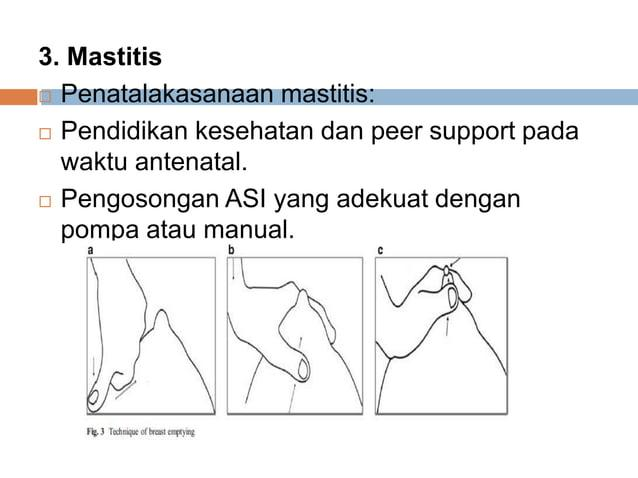 3. Mastitis
Penatalakasanaan mastitis:
Pendidikan kesehatan dan peer support pada
waktu antenatal.
Pengosongan ASI yang adekuat dengan
pompa atau manual.
a b c
Fig. 3 Technique of breast emptying